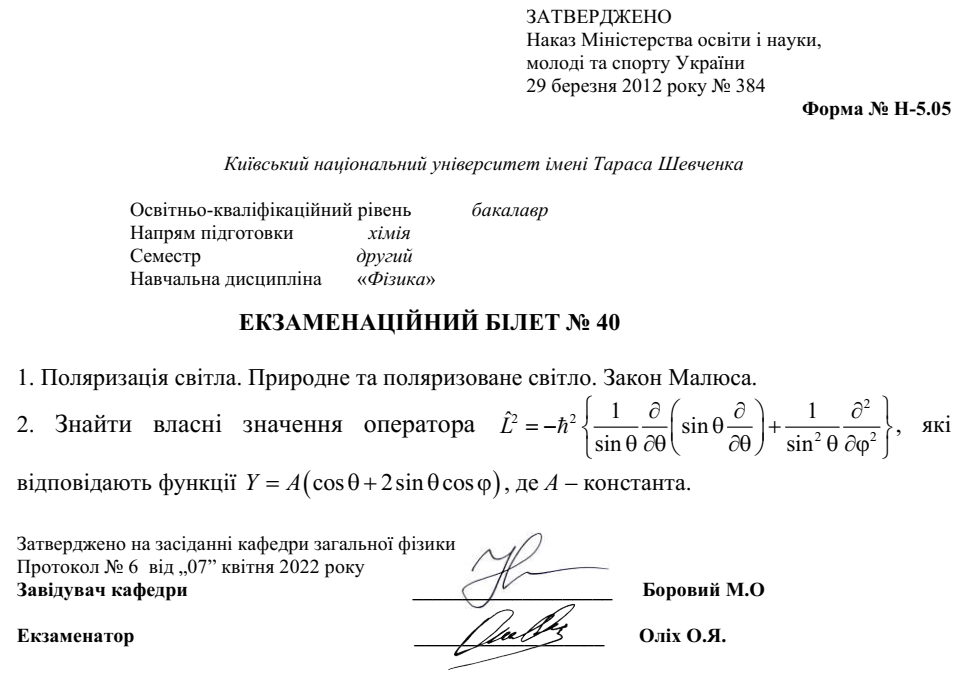 ЗАТВЕРДЖЕНО
Наказ Міністерства освіти і науки,
молоді та спорту України
29 березня 2012 року № 384
Форма № Н-5.05
Київський національний університет імені Тараса Шевченка
Освітньо-кваліфікаційний рівень бакалавр
Напрям підготовки хімія
Семестр другий
Навчальна дисципліна «Фізика»
ЕКЗАМЕНАЦІЙНИЙ БІЛЕТ № 40
1. Поляризація світла. Природне та поляризоване світло. Закон Малюса.
2. Знайти власні значення оператора $\hat{L}^2 = -\hbar^2 \left\{ \frac{1}{\sin\theta} \frac{\partial}{\partial\theta} \left( \sin\theta \frac{\partial}{\partial\theta} \right) + \frac{1}{\sin^2\theta} \frac{\partial^2}{\partial\varphi^2} \right\}$, які
відповідають функції $Y = A(\cos\theta + 2\sin\theta\cos\varphi)$, де A – константа.
Затверджено на засіданні кафедри загальної фізики
Протокол № 6 від „07” квітня 2022 року
Завідувач кафедри Боровий М.О
Екзаменатор Оліх О.Я.